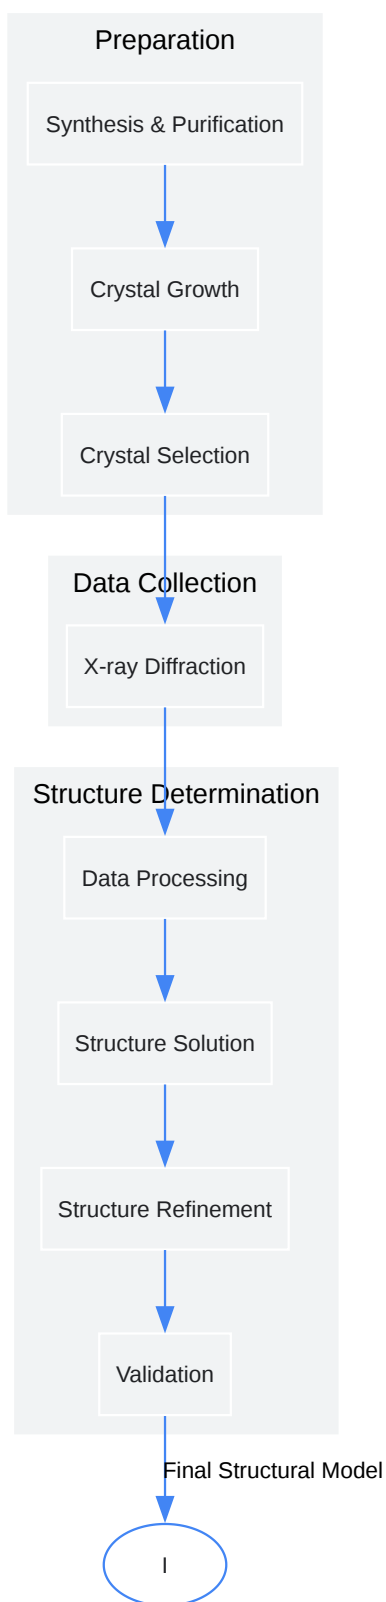 Preparation
Synthesis & Purification
Crystal Growth
Crystal Selection
Data Collection
X-ray Diffraction
Structure Determination
Data Processing
Structure Solution
Structure Refinement
Validation
Final Structural Model
I